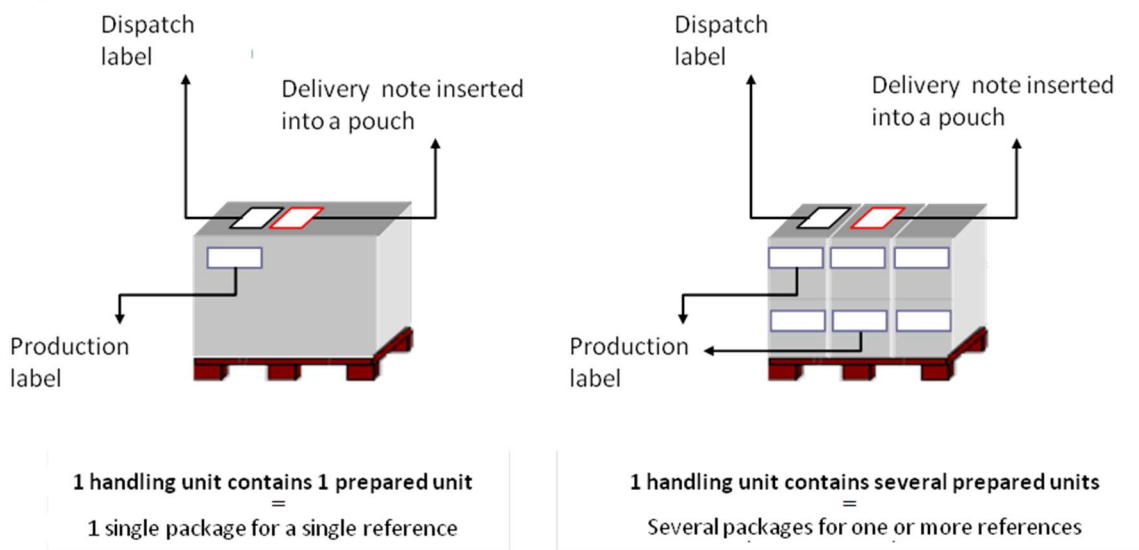 Dispatch
label
Delivery note inserted
into a pouch
Production
label
1 handling unit contains 1 prepared unit
=
1 single package for a single reference
Dispatch
label
Delivery note inserted
into a pouch
Production
label
1 handling unit contains several prepared units
=
Several packages for one or more references